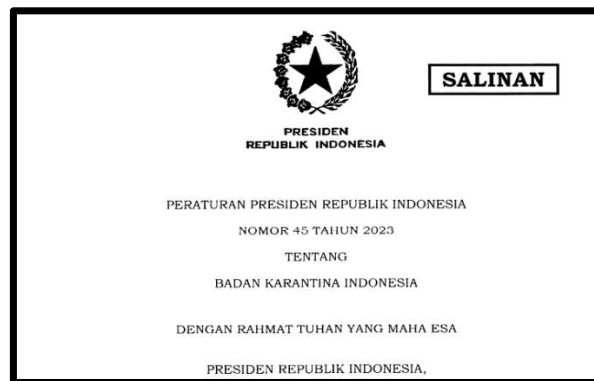 SALINAN
PRESIDEN
REPUBLIK INDONESIA
PERATURAN PRESIDEN REPUBLIK INDONESIA
NOMOR 45 TAHUN 2023
TENTANG
BADAN KARANTINA INDONESIA
DENGAN RAHMAT TUHAN YANG MAHA ESA
PRESIDEN REPUBLIK INDONESIA,